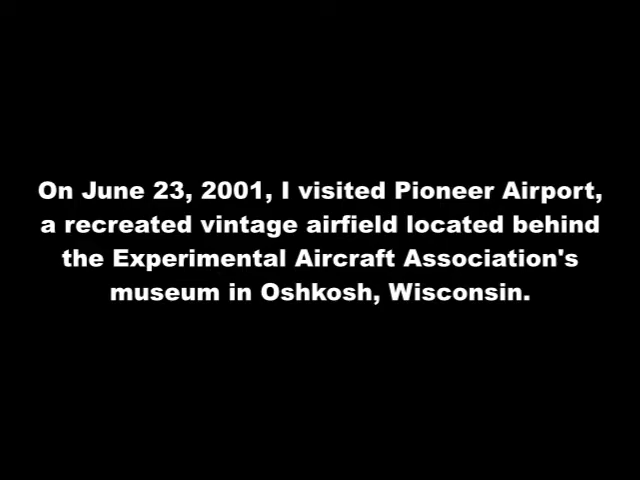 On June 23, 2001, I visited Pioneer Airport,
a recreated vintage airfield located behind
the Experimental Aircraft Association's
museum in Oshkosh, Wisconsin.